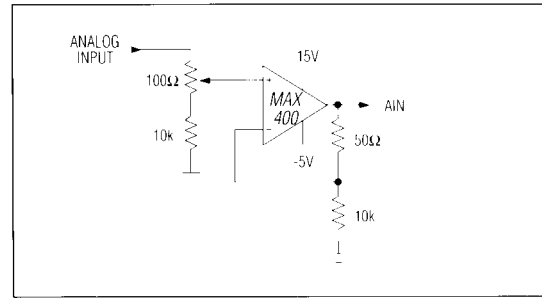 ANALOG
INPUT
100Ω
10k
15V
+
MAX
400
−
-5V
AIN
50Ω
10k